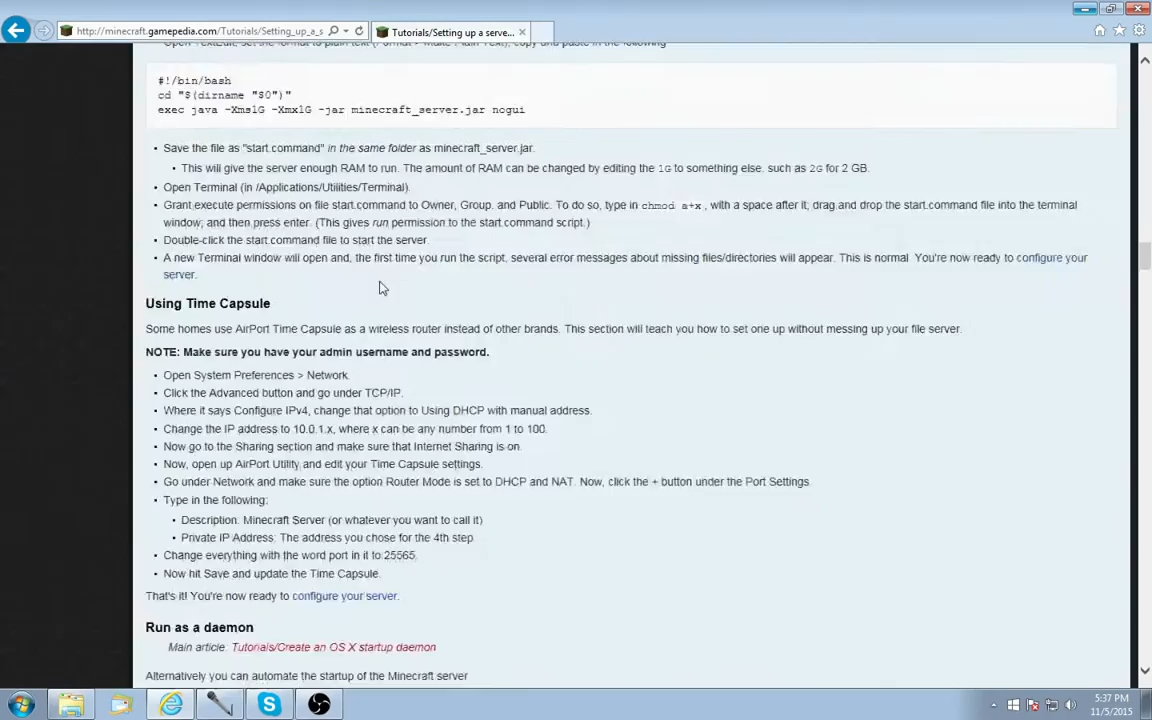 http://minecraft.gamepedia.com/Tutorials/Setting_up_a_s
Tutorials/Setting up a serve...
Open TextEdit, set the format to plain text (Format > Make Plain Text), copy and paste in the following
#!/bin/bash
cd "$(dirname "$0")"
exec java -Xms1G -Xmx1G -jar minecraft_server.jar nogui
• Save the file as "start.command" in the same folder as minecraft_server.jar.
• This will give the server enough RAM to run. The amount of RAM can be changed by editing the 1G to something else. such as 2G for 2 GB.
• Open Terminal (in /Applications/Utilities/Terminal).
• Grant execute permissions on file start.command to Owner, Group, and Public. To do so, type in chmod a+x , with a space after it; drag and drop the start.command file into the terminal
window; and then press enter. (This gives run permission to the start.command script.)
• Double-click the start.command file to start the server.
• A new Terminal window will open and, the first time you run the script, several error messages about missing files/directories will appear. This is normal. You're now ready to configure your
server.
Using Time Capsule
Some homes use AirPort Time Capsule as a wireless router instead of other brands. This section will teach you how to set one up without messing up your file server.
NOTE: Make sure you have your admin username and password.
• Open System Preferences > Network.
• Click the Advanced button and go under TCP/IP.
• Where it says Configure IPv4, change that option to Using DHCP with manual address.
• Change the IP address to 10.0.1.x, where x can be any number from 1 to 100.
• Now go to the Sharing section and make sure that Internet Sharing is on.
• Now, open up AirPort Utility and edit your Time Capsule settings.
• Go under Network and make sure the option Router Mode is set to DHCP and NAT. Now, click the + button under the Port Settings.
• Type in the following:
• Description: Minecraft Server (or whatever you want to call it)
• Private IP Address: The address you chose for the 4th step
• Change everything with the word port in it to 25565.
• Now hit Save and update the Time Capsule.
That's it! You're now ready to configure your server.
Run as a daemon
Main article: Tutorials/Create an OS X startup daemon
Alternatively you can automate the startup of the Minecraft server
5:37 PM
11/5/2015